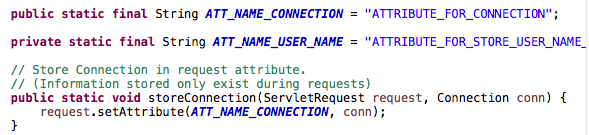 public static final String ATT_NAME_CONNECTION = "ATTRIBUTE_FOR_CONNECTION";
private static final String ATT_NAME_USER_NAME = "ATTRIBUTE_FOR_STORE_USER_NAME_
// Store Connection in request attribute.
// (Information stored only exist during requests)
public static void storeConnection(ServletRequest request, Connection conn) {
request.setAttribute(ATT_NAME_CONNECTION, conn);
}